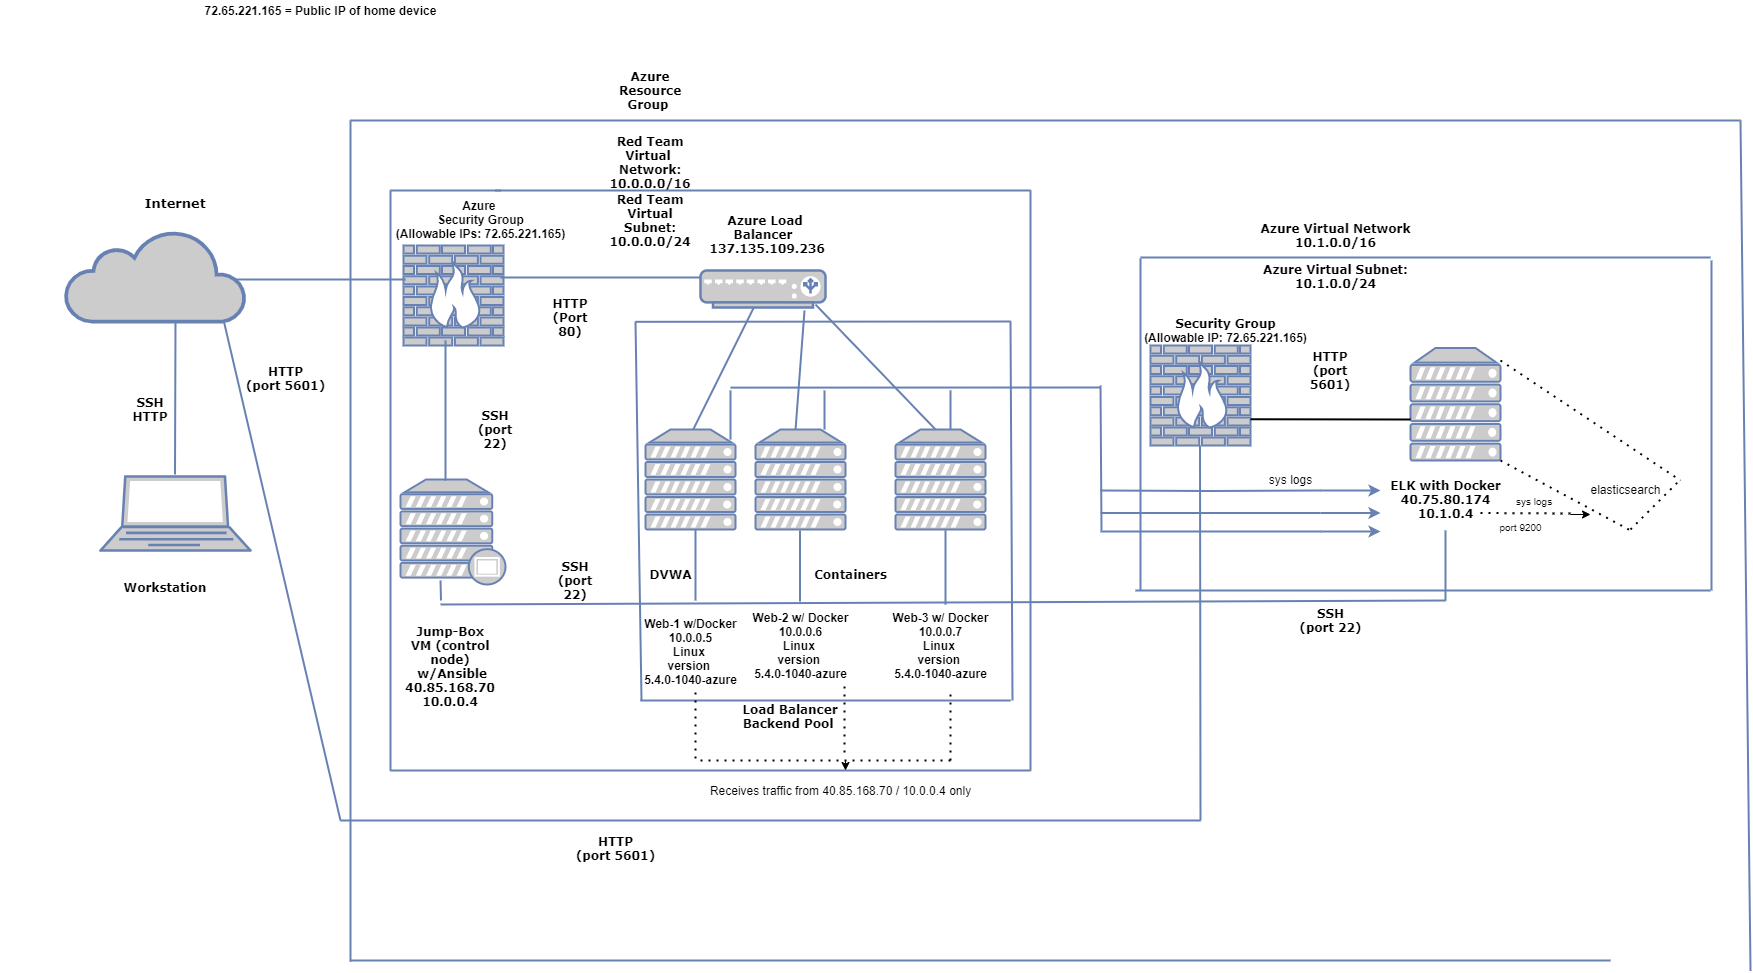 72.65.221.165 = Public IP of home device
Azure
Resource
Group
Red Team
Virtual
Network:
10.0.0.0/16
Red Team
Virtual
Subnet:
10.0.0.0/24
Internet
Azure
Security Group
(Allowable IPs: 72.65.221.165)
Azure Load
Balancer
137.135.109.236
Azure Virtual Network
10.1.0.0/16
Azure Virtual Subnet:
10.1.0.0/24
HTTP
(Port
80)
Security Group
(Allowable IP: 72.65.221.165)
HTTP
(port
5601)
HTTP
(port 5601)
SSH
HTTP
SSH
(port
22)
sys logs
ELK with Docker
40.75.80.174
10.1.0.4
sys logs
port 9200
elasticsearch
SSH
(port
22)
DVWA
Containers
Workstation
SSH
(port 22)
Jump-Box
VM (control
node)
w/Ansible
40.85.168.70
10.0.0.4
Web-1 w/Docker
10.0.0.5
Linux
version
5.4.0-1040-azure
Web-2 w/ Docker
10.0.0.6
Linux
version
5.4.0-1040-azure
Web-3 w/ Docker
10.0.0.7
Linux
version
5.4.0-1040-azure
Load Balancer
Backend Pool
Receives traffic from 40.85.168.70 / 10.0.0.4 only
HTTP
(port 5601)